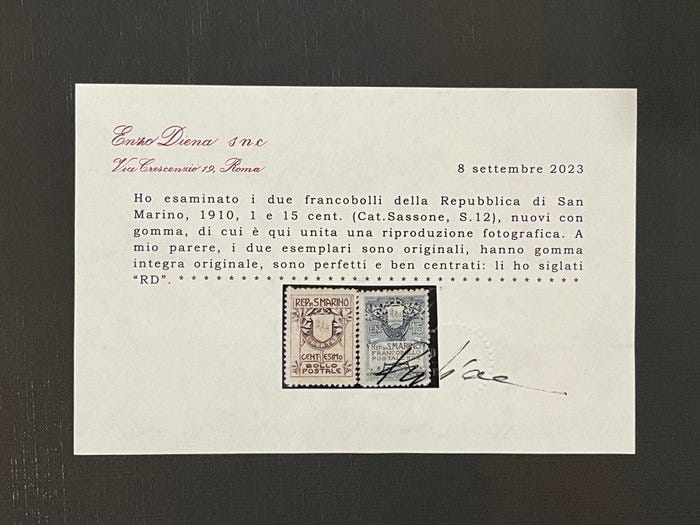 Enzo Diena s n c
Via Crescenzio 19, Roma
8 settembre 2023
Ho esaminato i due francobolli della Repubblica di San
Marino, 1910, 1 e 15 cent. (Cat.Sassone, S.12), nuovi con
gomma, di cui è qui unita una riproduzione fotografica. A
mio parere, i due esemplari sono originali, hanno gomma
integra originale, sono perfetti e ben centrati: li ho siglati
“RD”. * * * * * * * * * * * * * * * * * * * * * * * * * * * * * * * * * * *
REP. DI S. MARINO
CENTESIMO
BOLLO
POSTALE
CENT 15
REP. DI S. MARINO
FRANCOBOLLO
POSTALE